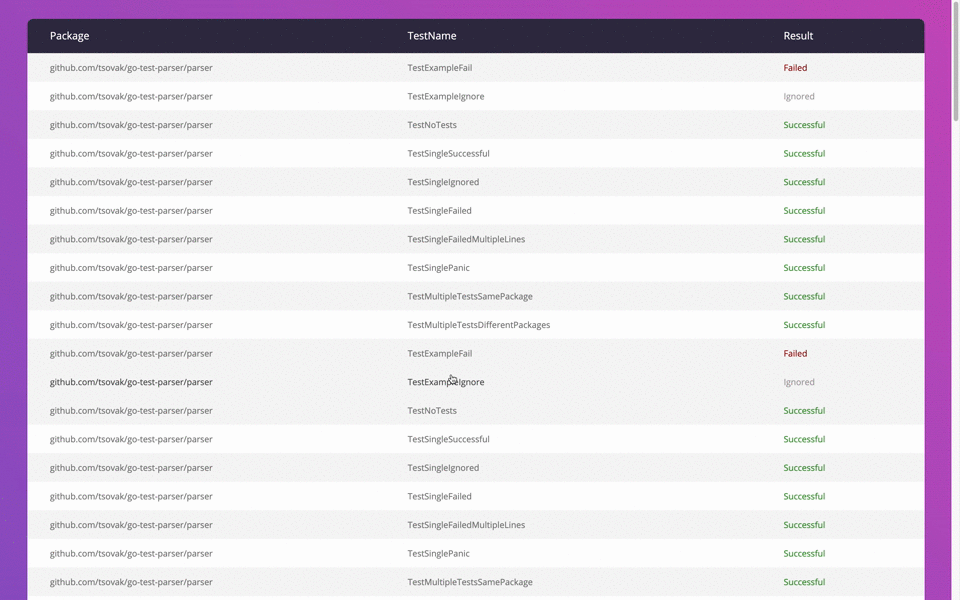 Package TestName Result
github.com/tsovak/go-test-parser/parser TestExampleFail Failed
github.com/tsovak/go-test-parser/parser TestExampleIgnore Ignored
github.com/tsovak/go-test-parser/parser TestNoTests Successful
github.com/tsovak/go-test-parser/parser TestSingleSuccessful Successful
github.com/tsovak/go-test-parser/parser TestSingleIgnored Successful
github.com/tsovak/go-test-parser/parser TestSingleFailed Successful
github.com/tsovak/go-test-parser/parser TestSingleFailedMultipleLines Successful
github.com/tsovak/go-test-parser/parser TestSinglePanic Successful
github.com/tsovak/go-test-parser/parser TestMultipleTestsSamePackage Successful
github.com/tsovak/go-test-parser/parser TestMultipleTestsDifferentPackages Successful
github.com/tsovak/go-test-parser/parser TestExampleFail Failed
github.com/tsovak/go-test-parser/parser TestExampleIgnore Ignored
github.com/tsovak/go-test-parser/parser TestNoTests Successful
github.com/tsovak/go-test-parser/parser TestSingleSuccessful Successful
github.com/tsovak/go-test-parser/parser TestSingleIgnored Successful
github.com/tsovak/go-test-parser/parser TestSingleFailed Successful
github.com/tsovak/go-test-parser/parser TestSingleFailedMultipleLines Successful
github.com/tsovak/go-test-parser/parser TestSinglePanic Successful
github.com/tsovak/go-test-parser/parser TestMultipleTestsSamePackage Successful